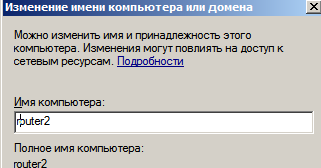 Изменение имени компьютера или домена
Можно изменить имя и принадлежность этого
компьютера. Изменения могут повлиять на доступ к
сетевым ресурсам. Подробности
Имя компьютера:
router2
Полное имя компьютера:
router2